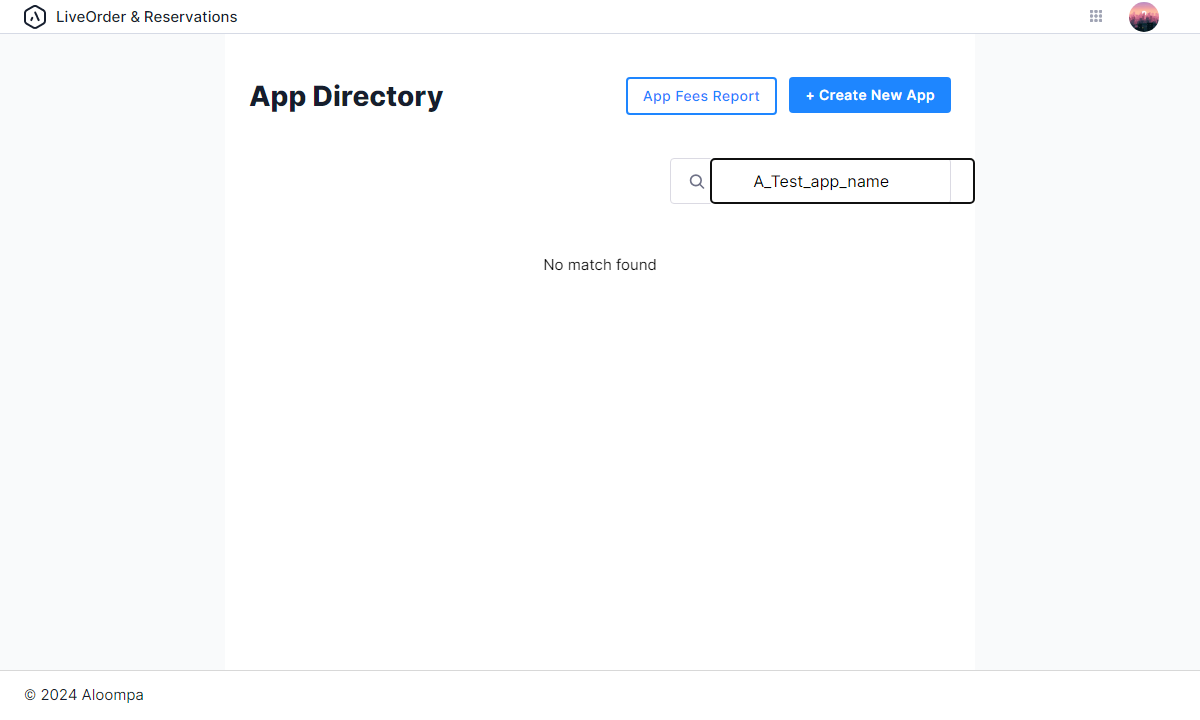 LiveOrder & Reservations
App Directory
App Fees Report
+ Create New App
A_Test_app_name
No match found
© 2024 Aloompa